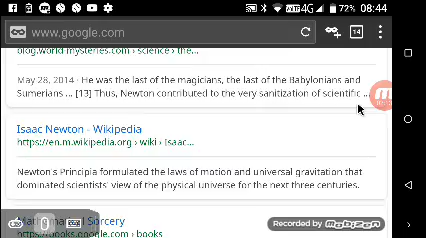 4G 72% 08:44
www.google.com 14
blog.world mysteries.com › science › the...
May 28, 2014 - He was the last of the magicians, the last of the Babylonians and
Sumerians ... [13] Thus, Newton contributed to the very sanitization of scientific ...
Isaac Newton - Wikipedia
https://en.m.wikipedia.org › wiki › Isaac...
Newton's Principia formulated the laws of motion and universal gravitation that
dominated scientists' view of the physical universe for the next three centuries.
Sorcery
https://books.google.com › books
Recorded by mobizen